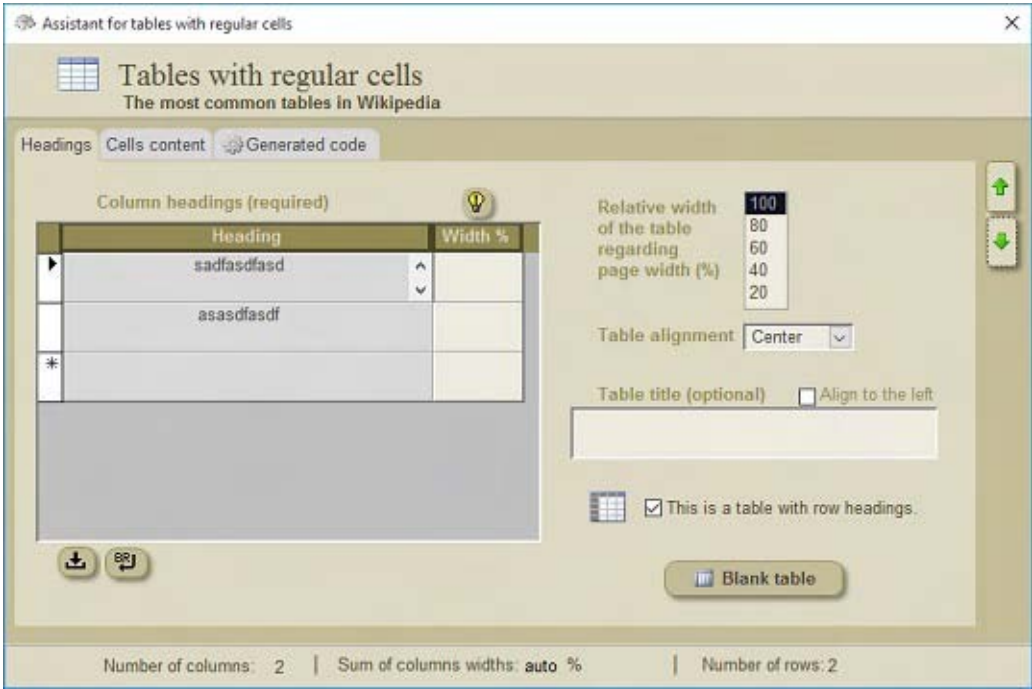 Assistant for tables with regular cells
Tables with regular cells
The most common tables in Wikipedia
Headings Cells content Generated code
Column headings (required)
Heading Width %
sadfasdfasd
asasdfasdf
*
Relative width
of the table
regarding
page width (%)
100
80
60
40
20
Table alignment Center
Table title (optional) Align to the left
This is a table with row headings.
BR
Blank table
Number of columns: 2 | Sum of columns widths: auto % | Number of rows: 2